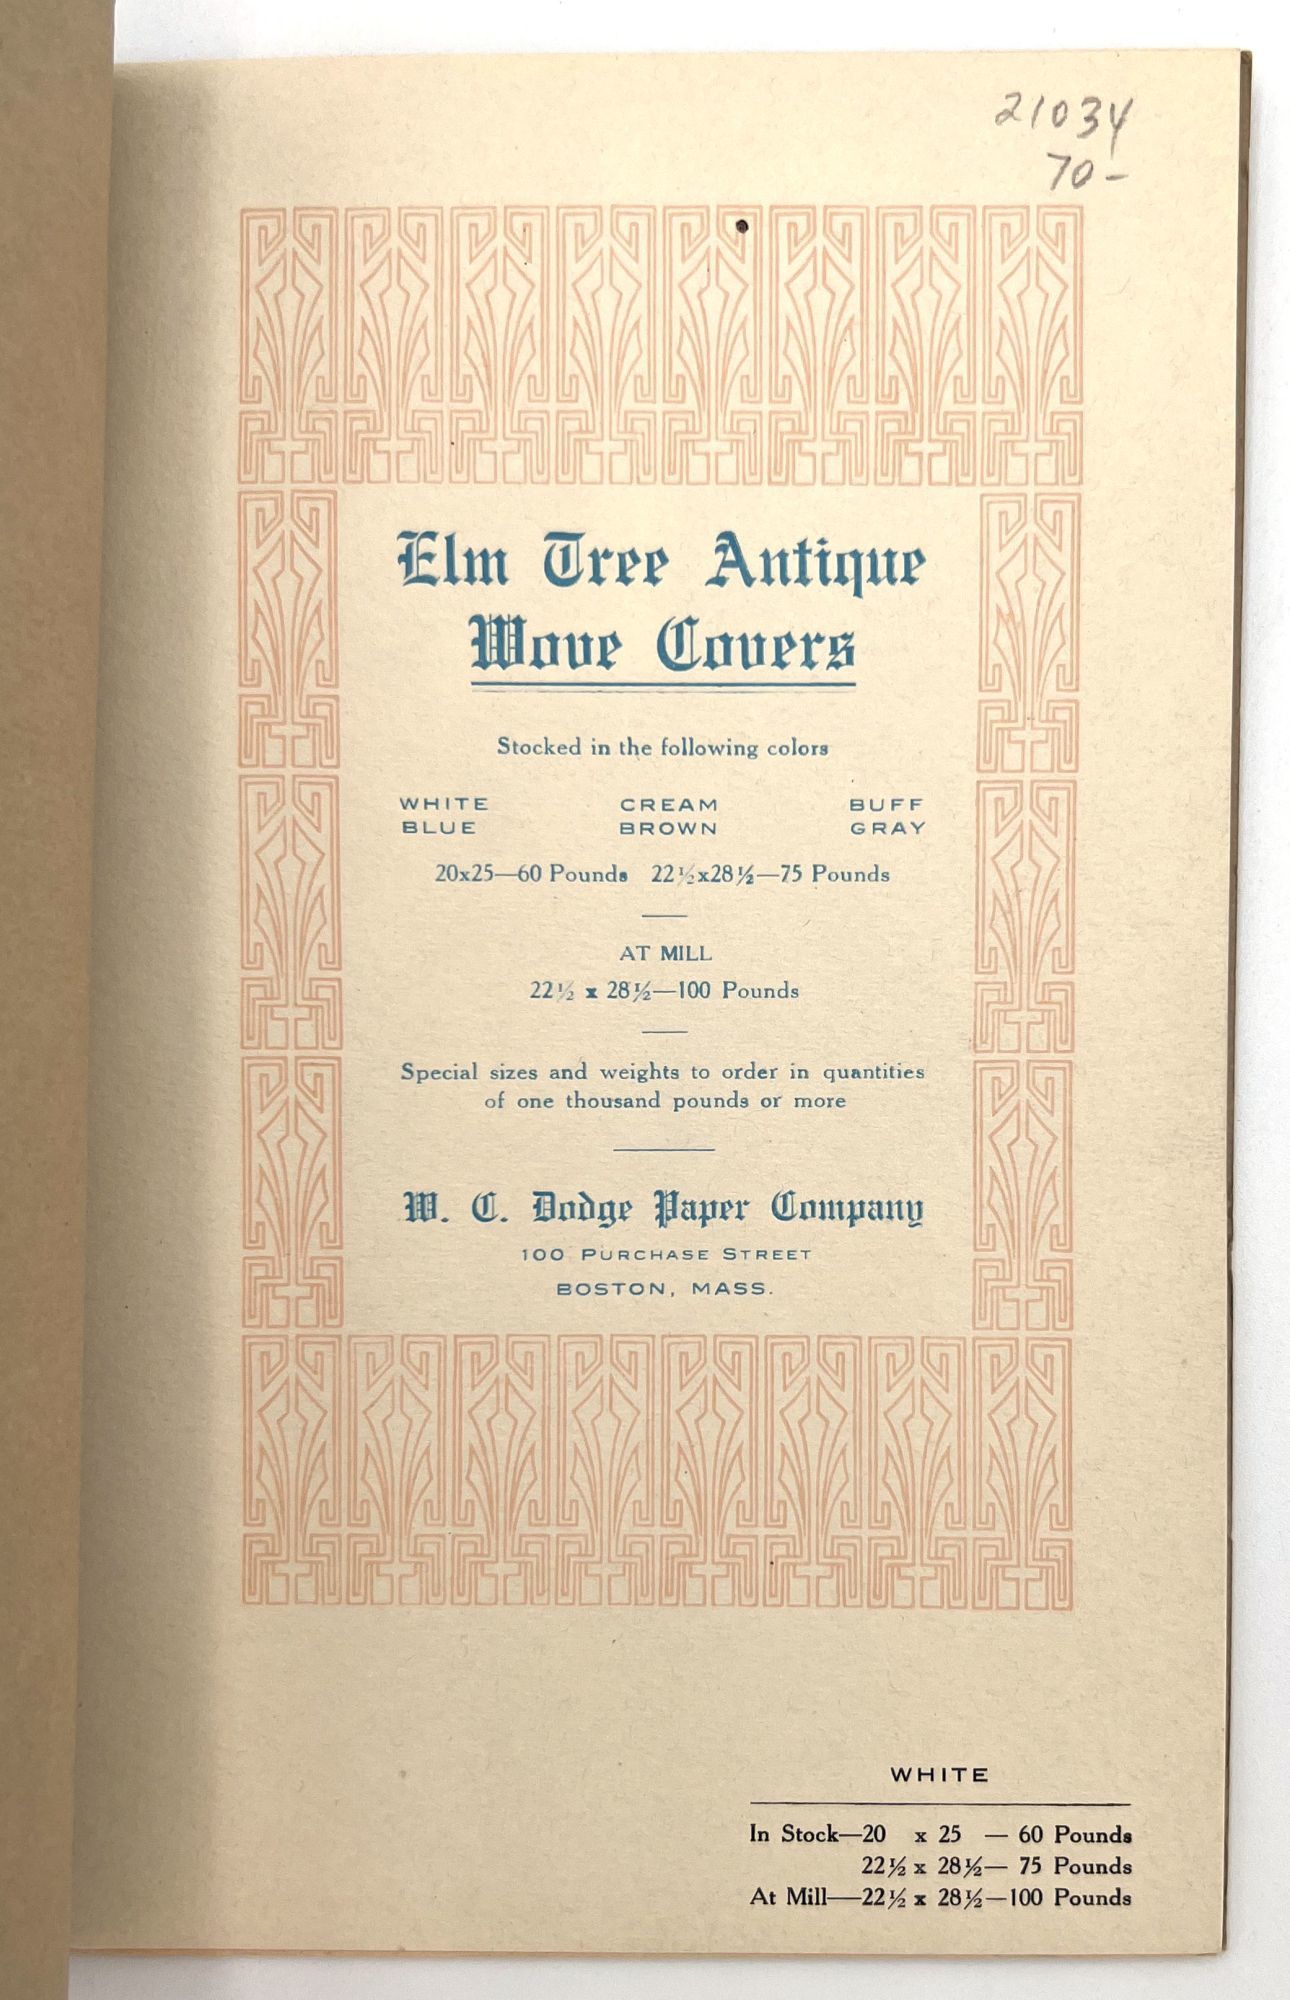 21034
70-
Elm Tree Antique
Wove Covers
Stocked in the following colors
WHITE CREAM BUFF
BLUE BROWN GRAY
20x25—60 Pounds 22½x28½—75 Pounds
AT MILL
22½ x 28½—100 Pounds
Special sizes and weights to order in quantities
of one thousand pounds or more
W. C. Dodge Paper Company
100 PURCHASE STREET
BOSTON, MASS.
WHITE
In Stock—20 x 25 — 60 Pounds
22½ x 28½— 75 Pounds
At Mill—22½ x 28½—100 Pounds